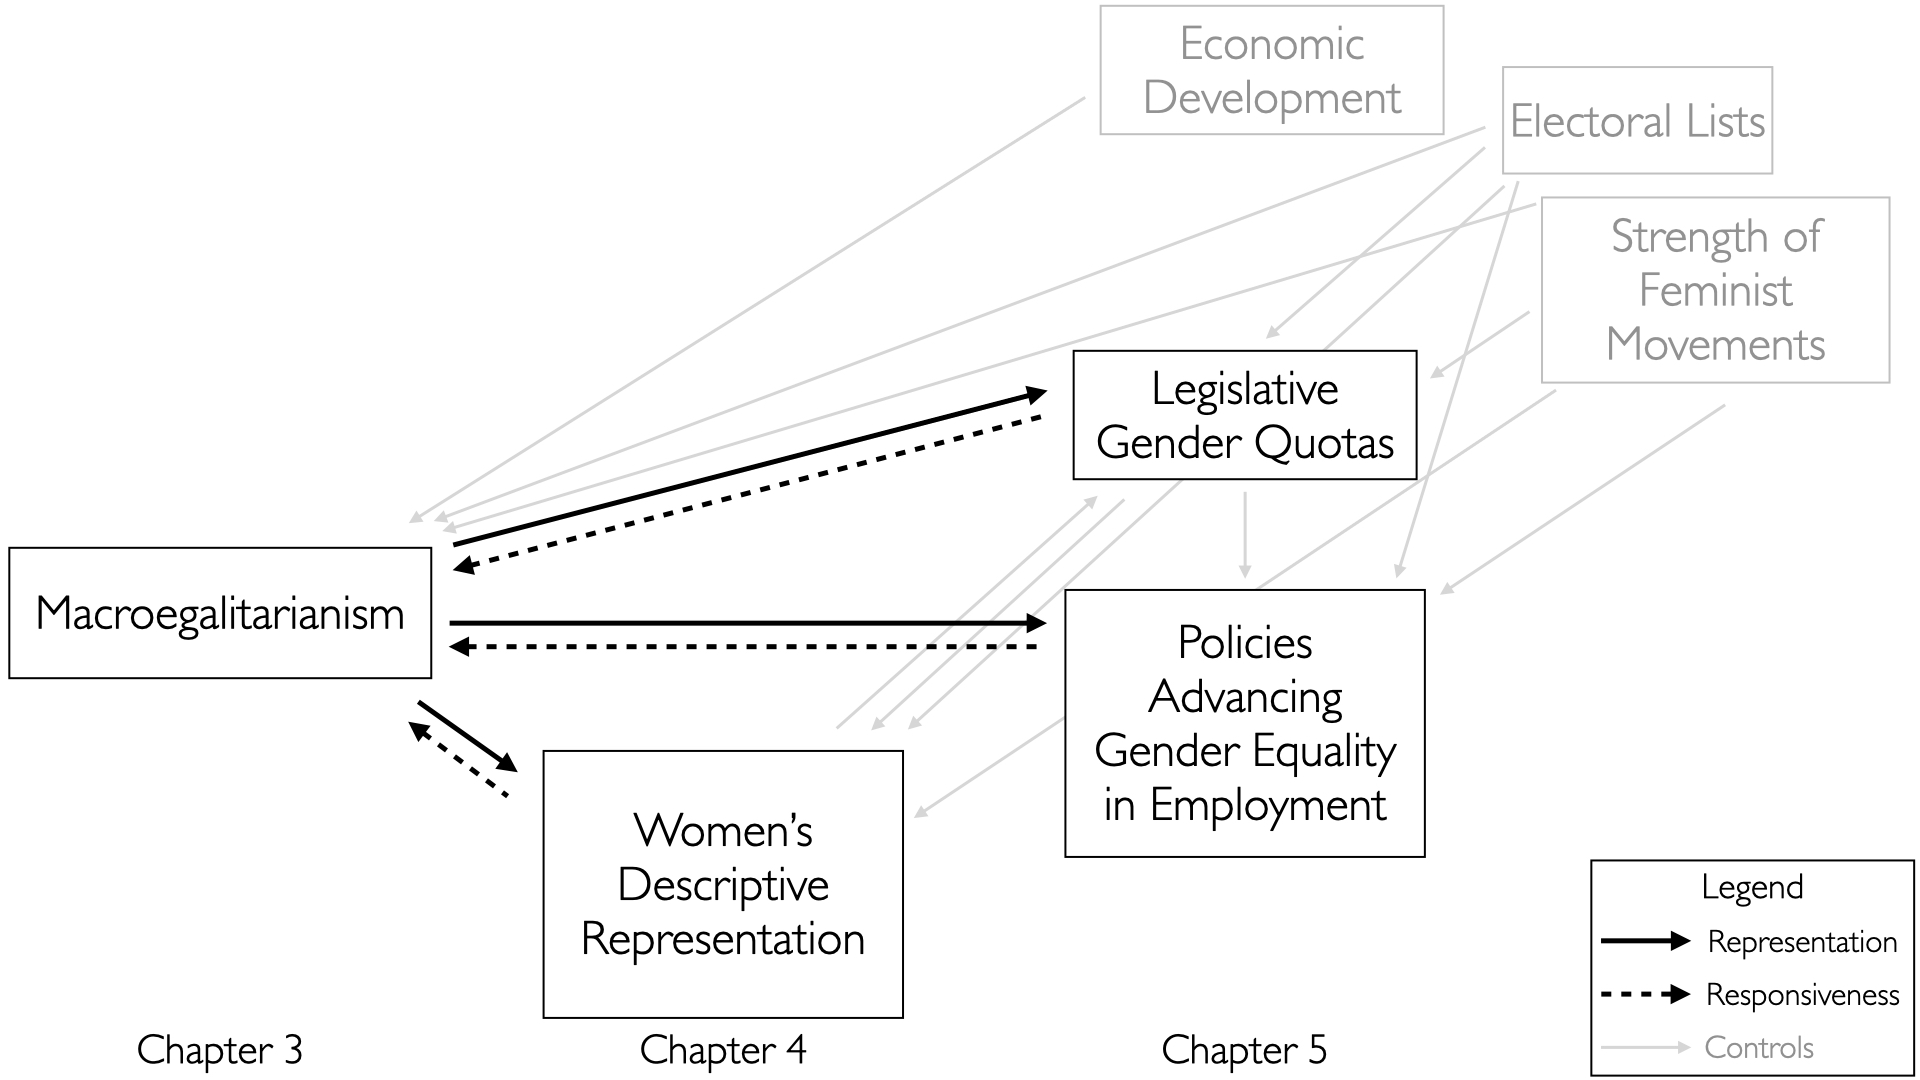 Economic
Development
Electoral Lists
Strength of
Feminist
Movements
Legislative
Gender Quotas
Macroegalitarianism
Policies
Advancing
Gender Equality
in Employment
Women’s
Descriptive
Representation
Legend
Representation
Responsiveness
Controls
Chapter 3
Chapter 4
Chapter 5